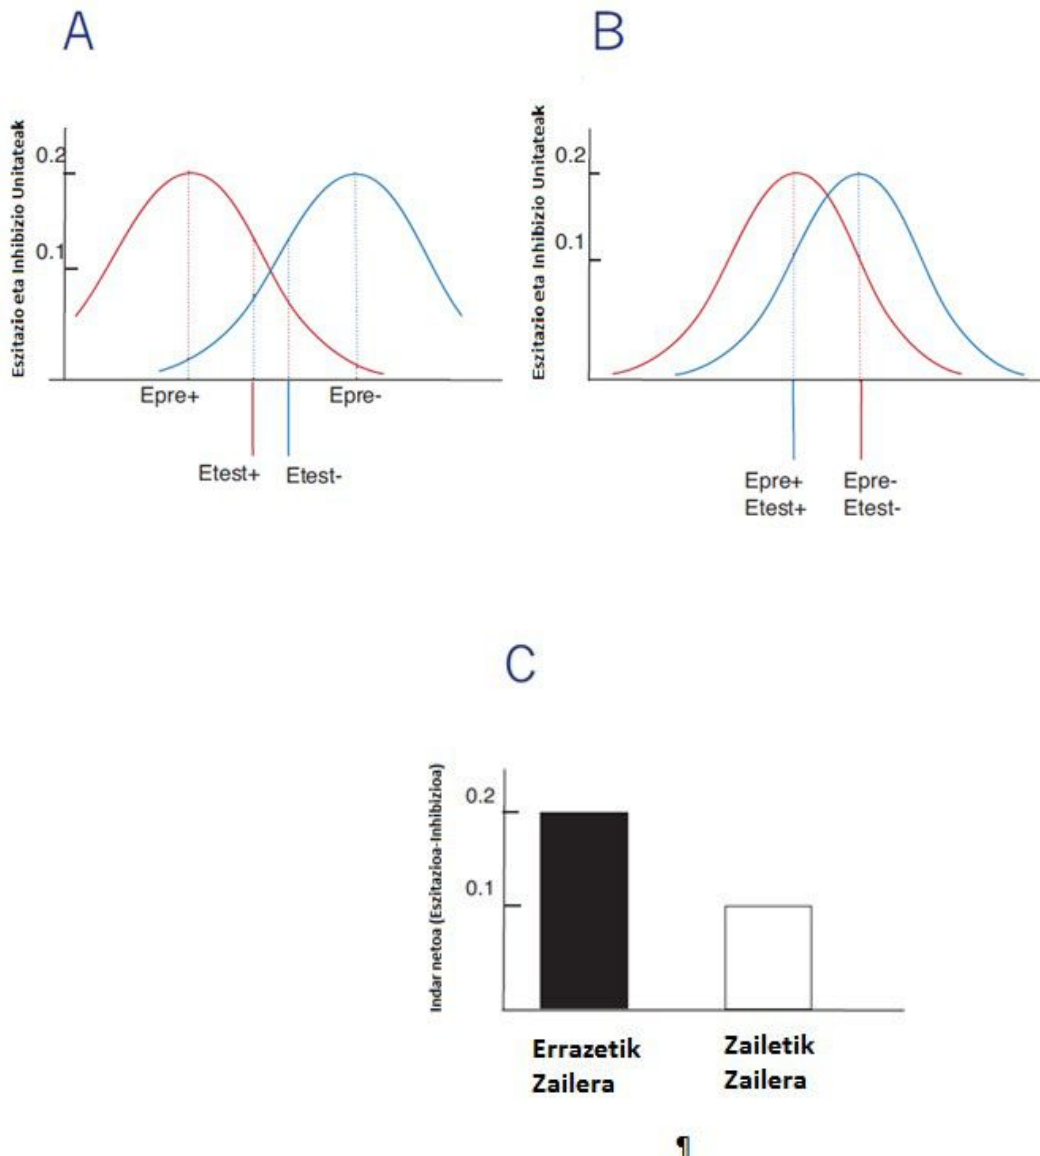 A
Eszitazio eta Inhibizio Unitateak
0.2
0.1
Epre+
Epre-
Etest+
Etest-
B
Eszitazio eta Inhibizio Unitateak
0.2
0.1
Epre+
Epre-
Etest+
Etest-
C
Indar netoa (Eszitazioa-Inhibizioa)
0.2
0.1
Errazetik
Zailera
Zailetik
Zailera
¶